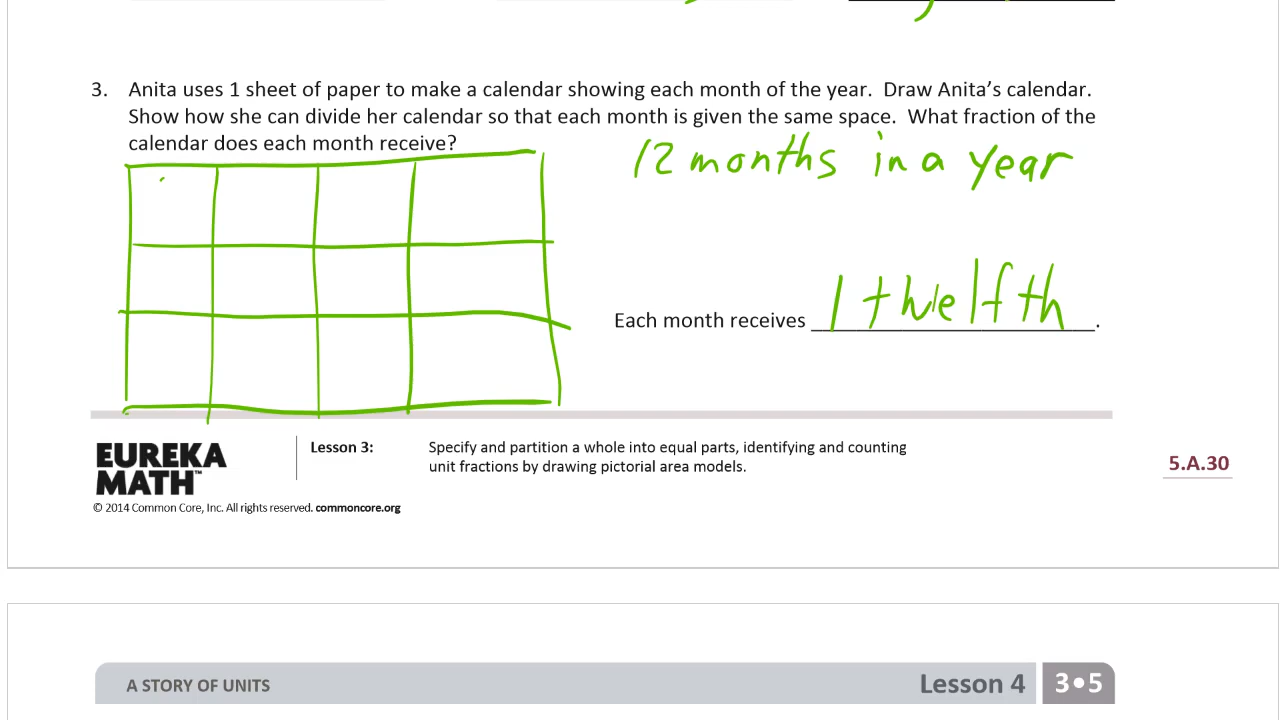 3. Anita uses 1 sheet of paper to make a calendar showing each month of the year. Draw Anita's calendar.
Show how she can divide her calendar so that each month is given the same space. What fraction of the
calendar does each month receive?
12 months in a year
Each month receives 1 twelfth.
EUREKA
MATH™
Lesson 3:
Specify and partition a whole into equal parts, identifying and counting
unit fractions by drawing pictorial area models.
5.A.30
© 2014 Common Core, Inc. All rights reserved. commoncore.org
A STORY OF UNITS
Lesson 4
3•5